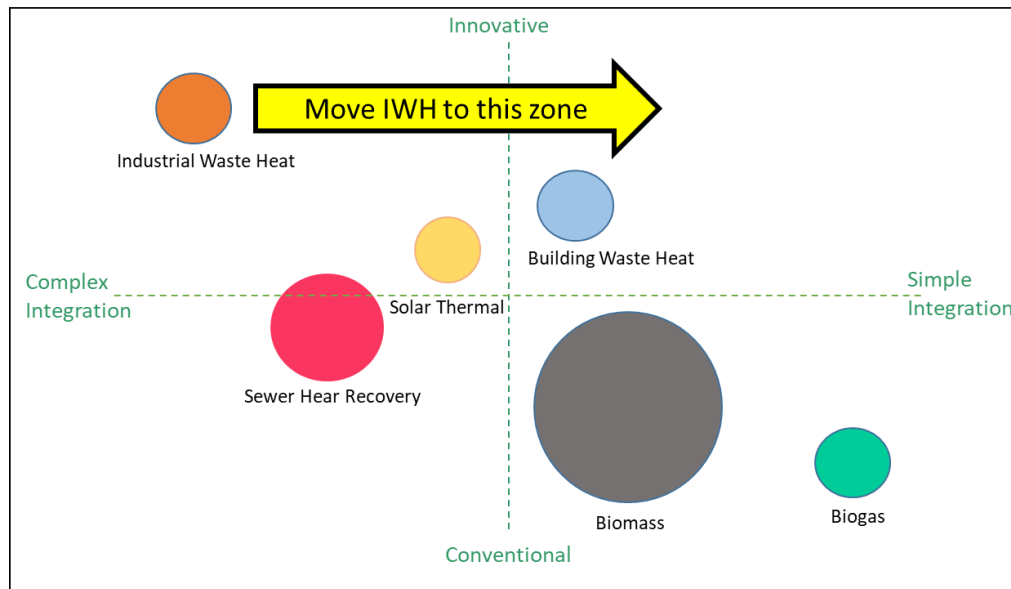 Innovative
Move IWH to this zone
Industrial Waste Heat
Building Waste Heat
Complex
Integration
Simple
Integration
Solar Thermal
Sewer Hear Recovery
Biomass
Biogas
Conventional